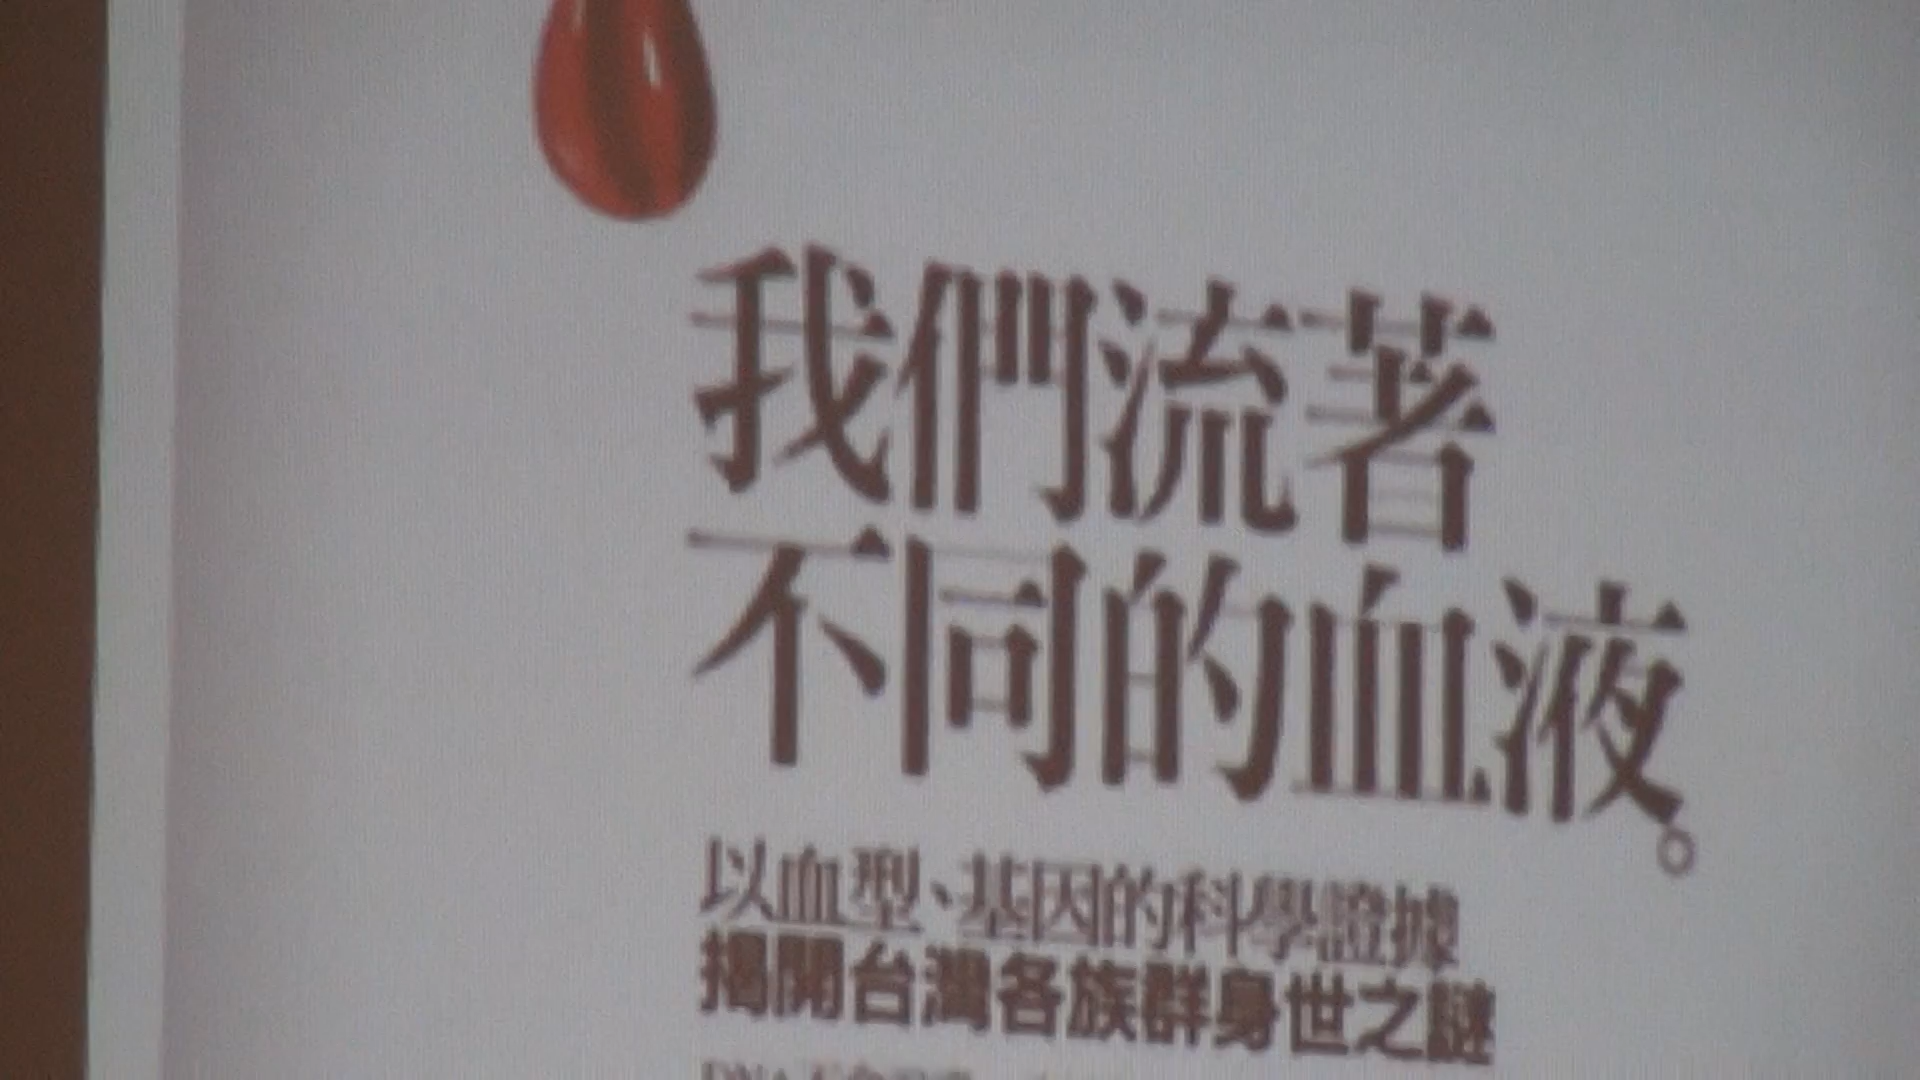 我們流著
不同的血液。
以血型、基因的科學證據
揭開台灣各族群身世之謎